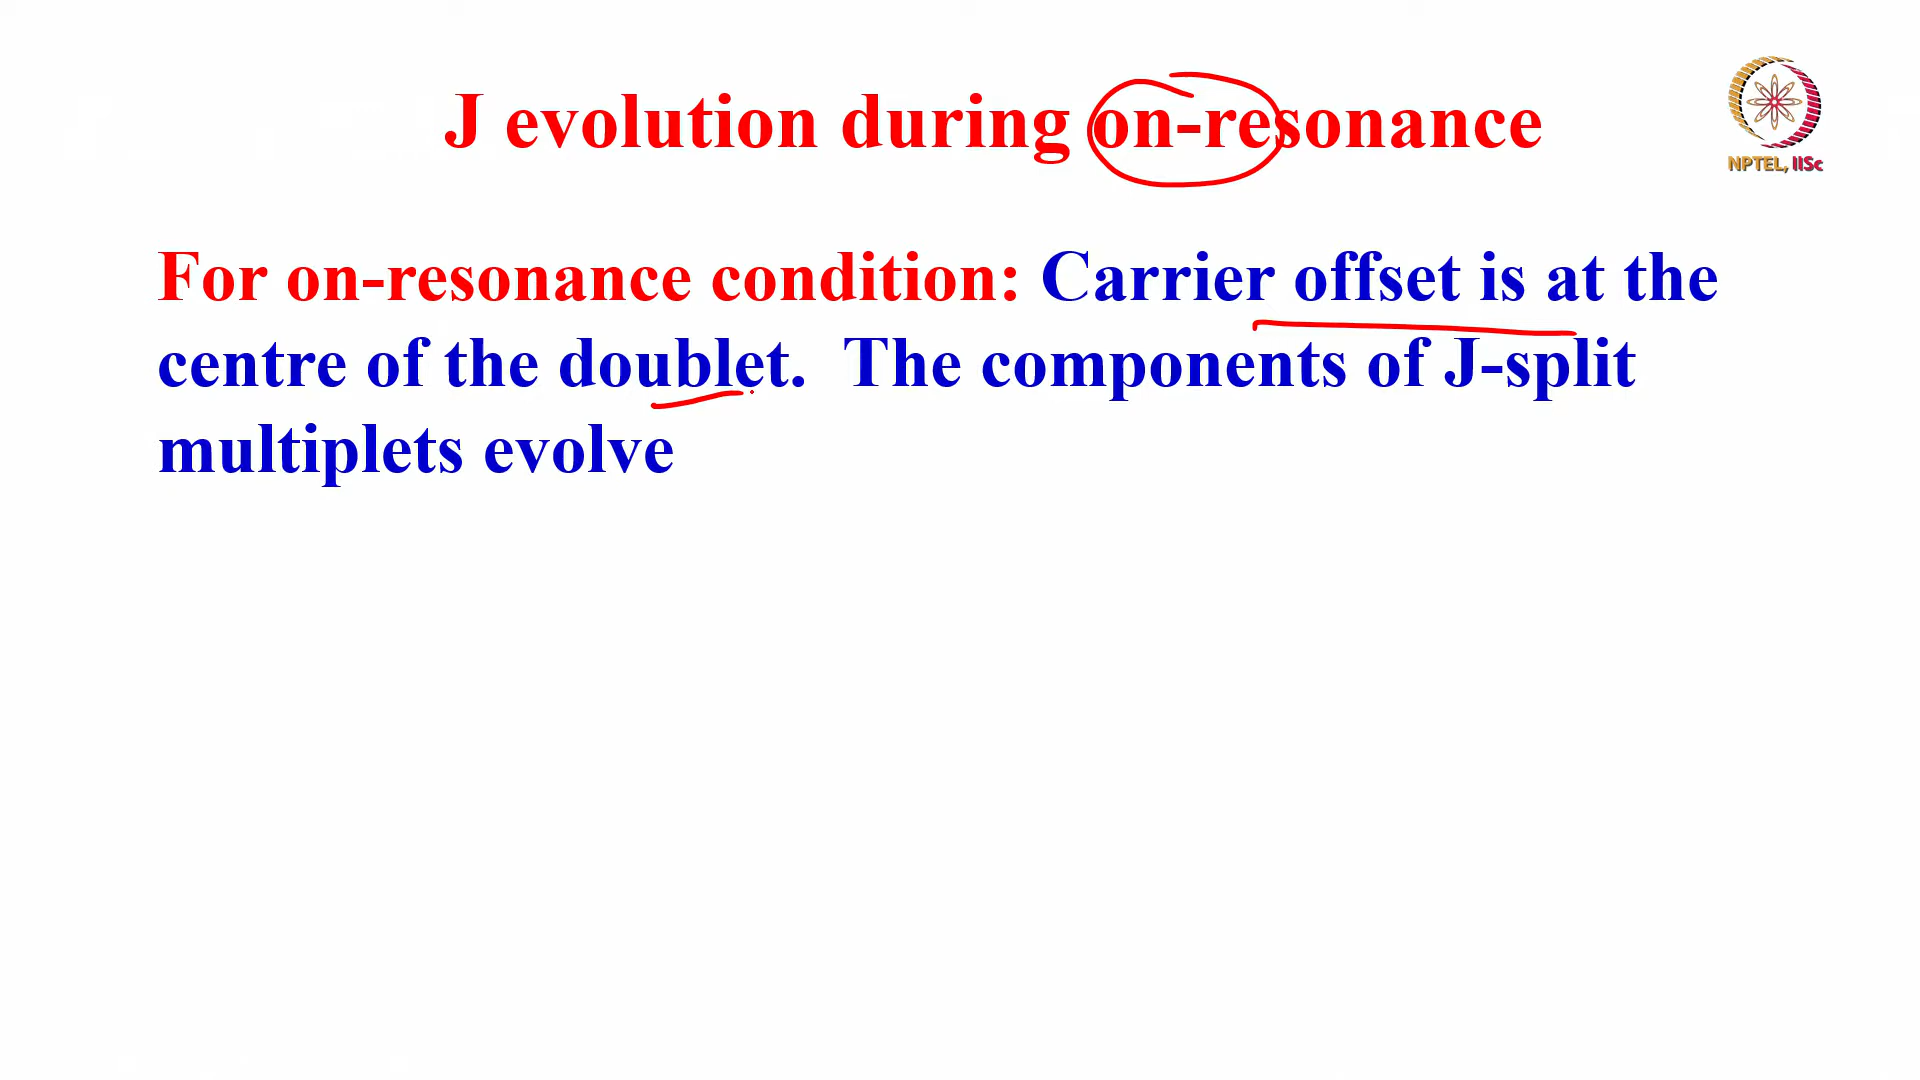 J evolution during on-resonance
NPTEL, IISc
For on-resonance condition: Carrier offset is at the
centre of the doublet. The components of J-split
multiplets evolve